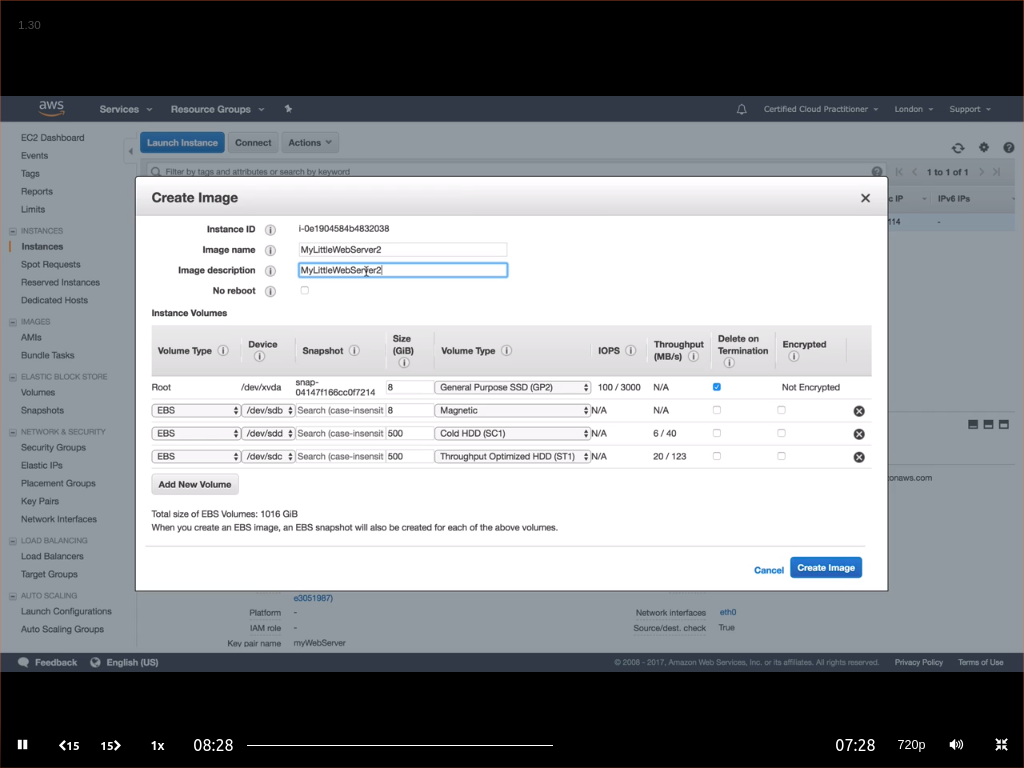 1.30
aws Services Resource Groups Certified Cloud Practitioner London Support
EC2 Dashboard
Events
Tags
Reports
Limits
INSTANCES
Instances
Spot Requests
Reserved Instances
Dedicated Hosts
IMAGES
AMIs
Bundle Tasks
ELASTIC BLOCK STORE
Volumes
Snapshots
NETWORK & SECURITY
Security Groups
Elastic IPs
Placement Groups
Key Pairs
Network Interfaces
LOAD BALANCING
Load Balancers
Target Groups
AUTO SCALING
Launch Configurations
Auto Scaling Groups
Launch Instance Connect Actions
Filter by tags and attributes or search by keyword
1 to 1 of 1
c IP IPv6 IPs
114 -
Create Image
Instance ID i-0e1904584b4832038
Image name MyLittleWebServer2
Image description MyLittleWebServer2
No reboot
Instance Volumes
Volume Type Device Snapshot Size (GiB) Volume Type IOPS Throughput (MB/s) Delete on Termination Encrypted
Root /dev/xvda snap-04147f166cc0f7214 8 General Purpose SSD (GP2) 100 / 3000 N/A Not Encrypted
EBS /dev/sdb Search (case-insensit 8 Magnetic N/A N/A
EBS /dev/sdd Search (case-insensit 500 Cold HDD (SC1) N/A 6 / 40
EBS /dev/sdc Search (case-insensit 500 Throughput Optimized HDD (ST1) N/A 20 / 123
Add New Volume
Total size of EBS Volumes: 1016 GiB
When you create an EBS image, an EBS snapshot will also be created for each of the above volumes.
Cancel Create Image
onaws.com
e3051987)
Platform - Network interfaces eth0
IAM role - Source/dest. check True
Key pair name myWebServer
Feedback English (US) © 2008 - 2017, Amazon Web Services, Inc. or its affiliates. All rights reserved. Privacy Policy Terms of Use
15 15 1x 08:28 07:28 720p